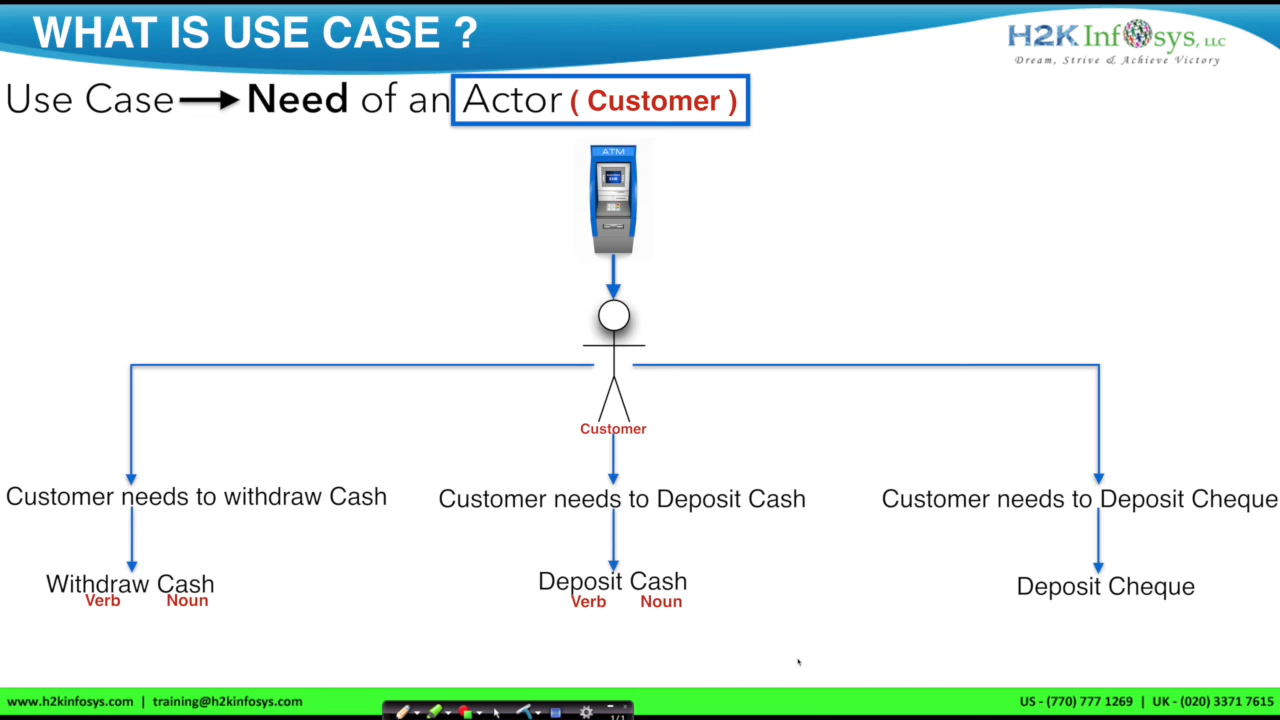 WHAT IS USE CASE ?
H2K Infosys, LLC
Dream, Strive & Achieve Victory
Use Case Need of an Actor ( Customer )
ATM
Customer
Customer needs to withdraw Cash
Customer needs to Deposit Cash
Customer needs to Deposit Cheque
Withdraw Cash
Verb Noun
Deposit Cash
Verb Noun
Deposit Cheque
www.h2kinfosys.com | training@h2kinfosys.com
US - (770) 777 1269 | UK - (020) 3371 7615
1/1